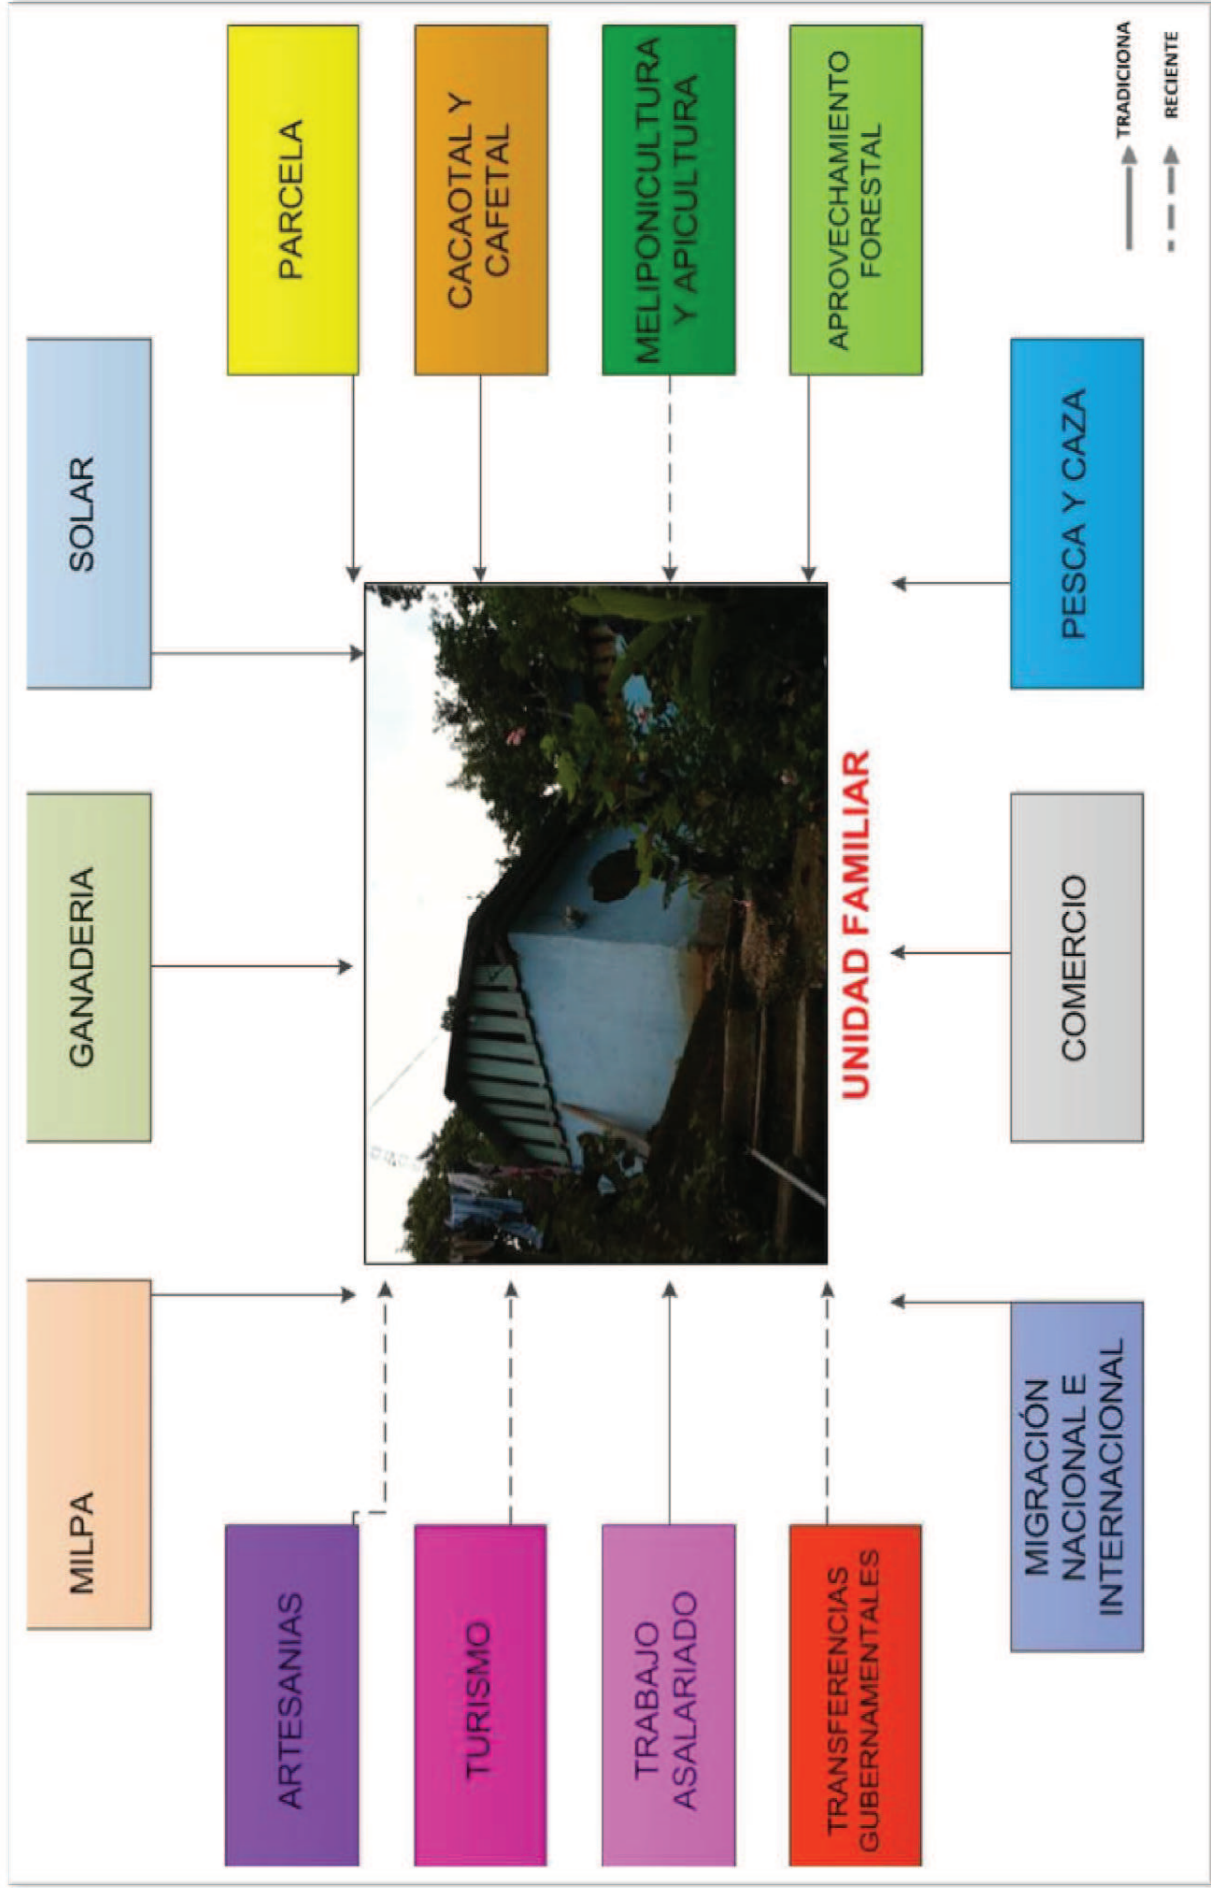 MILPA
GANADERIA
SOLAR
ARTESANIAS
TURISMO
TRABAJO
ASALARIADO
TRANSFERENCIAS
GUBERNAMENTALES
PARCELA
CACAOTAL Y
CAFETAL
MELIPONICULTURA
Y APICULTURA
APROVECHAMIENTO
FORESTAL
UNIDAD FAMILIAR
MIGRACIÓN
NACIONAL E
INTERNACIONAL
COMERCIO
PESCA Y CAZA
TRADICIONA
RECIENTE